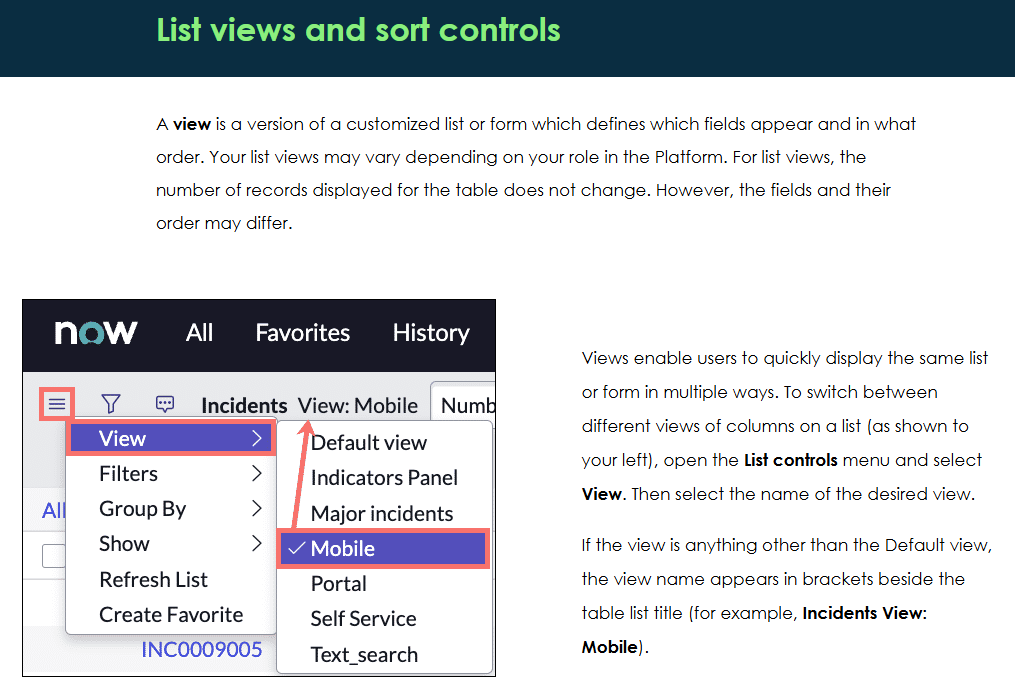 List views and sort controls
A view is a version of a customized list or form which defines which fields appear and in what
order. Your list views may vary depending on your role in the Platform. For list views, the
number of records displayed for the table does not change. However, the fields and their
order may differ.
now All Favorites History
Incidents View: Mobile Numb
View
Filters
Group By
Show
Refresh List
Create Favorite
Default view
Indicators Panel
Major incidents
Mobile
Portal
Self Service
Text_search
All
INC0009005
Views enable users to quickly display the same list
or form in multiple ways. To switch between
different views of columns on a list (as shown to
your left), open the List controls menu and select
View. Then select the name of the desired view.
If the view is anything other than the Default view,
the view name appears in brackets beside the
table list title (for example, Incidents View:
Mobile).